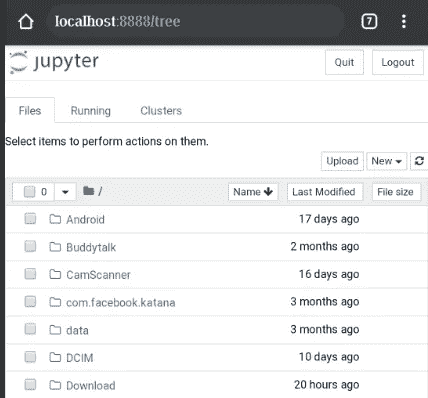 localhost:8888/tree 7
jupyter Quit Logout
Files Running Clusters
Select items to perform actions on them.
Upload New
0 / Name Last Modified File size
Android 17 days ago
Buddytalk 2 months ago
CamScanner 16 days ago
com.facebook.katana 3 months ago
data 3 months ago
DCIM 10 days ago
Download 20 hours ago